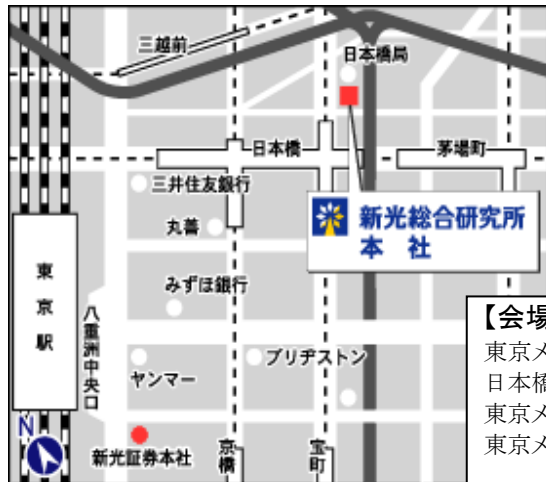 三越前
日本橋局
日本橋
茅場町
三井住友銀行
新光総合研究所
本 社
丸善
東京駅
みずほ銀行
八重洲中央口
【会場
東京メ
日本橋
東京メ
東京メ
ヤンマー
ブリヂストン
N
新光証券本社
京橋
宝町